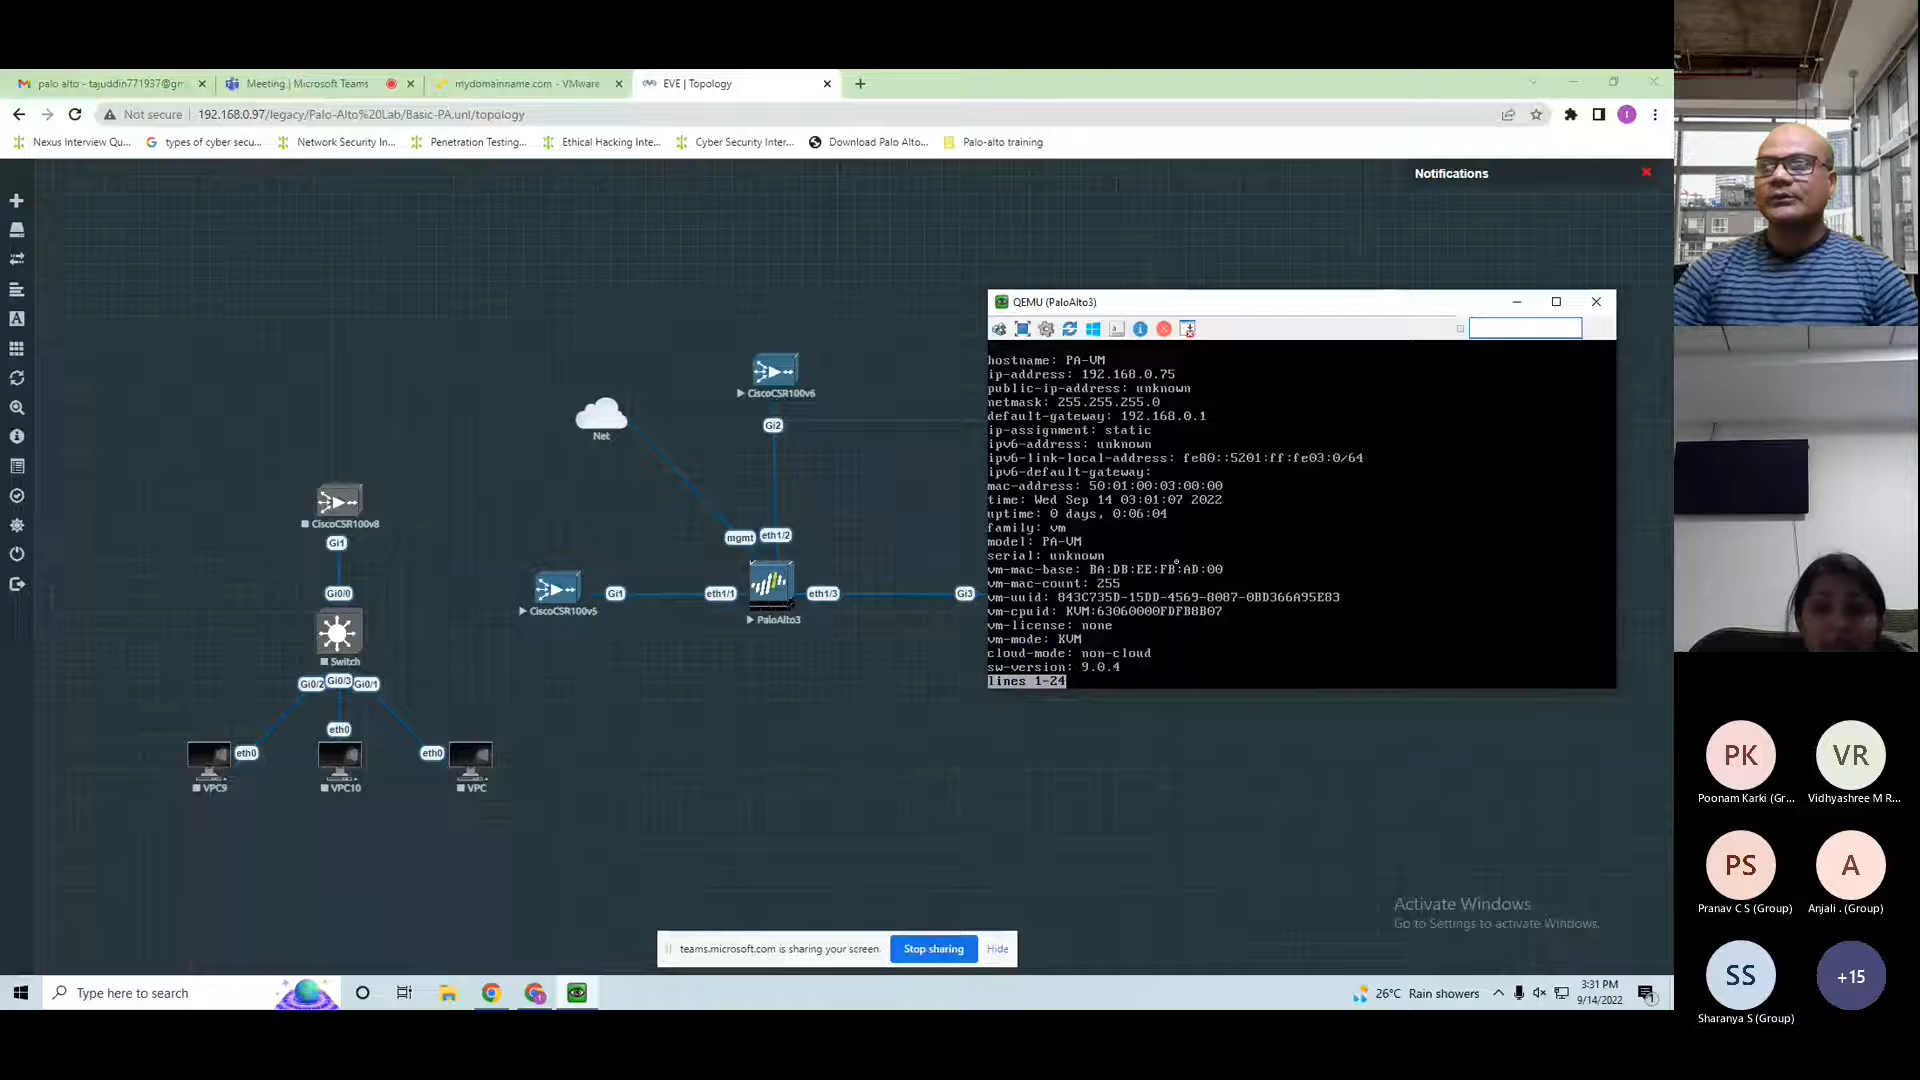 palo alto - tajuddin771937@gm
Meeting | Microsoft Teams
mydomainname.com - VMware
EVE | Topology
Not secure
192.168.0.97/legacy/Palo-Alto%20Lab/Basic-PA.unl/topology
Nexus Interview Qu...
types of cyber secu...
Network Security In...
Penetration Testing...
Ethical Hacking Inte...
Cyber Security Inter...
Download Palo Alto...
Palo-alto training
Notifications
QEMU (PaloAlto3)
hostname: PA-VM
ip-address: 192.168.0.75
public-ip-address: unknown
netmask: 255.255.255.0
default-gateway: 192.168.0.1
ip-assignment: static
ipv6-address: unknown
ipv6-link-local-address: fe80::5201:ff:fe03:0/64
ipv6-default-gateway:
mac-address: 50:01:00:03:00:00
time: Wed Sep 14 03:01:07 2022
uptime: 0 days, 0:06:04
family: vm
model: PA-VM
serial: unknown
vm-mac-base: BA:DB:EE:FB:AD:00
vm-mac-count: 255
vm-uuid: 843C735D-15DD-4569-8087-0BD366A95E83
vm-cpuid: KVM:63060000FDFB8B07
vm-license: none
vm-mode: KVM
cloud-mode: non-cloud
sw-version: 9.0.4
lines 1-24
CiscoCSR100v6
Gi2
Net
mgmt
eth1/2
CiscoCSR100v5
Gi1
eth1/1
eth1/3
Gi3
PaloAlto3
CiscoCSR100v8
Gi1
Gi0/0
Switch
Gi0/2
Gi0/3
Gi0/1
eth0
eth0
eth0
VPC9
VPC10
VPC
Activate Windows
Go to Settings to activate Windows.
teams.microsoft.com is sharing your screen.
Stop sharing
Hide
Type here to search
26°C Rain showers
3:31 PM
9/14/2022
1
PK
Poonam Karki (Gr...
VR
Vidhyashree M R...
PS
Pranav C S (Group)
A
Anjali . (Group)
SS
Sharanya S (Group)
+15